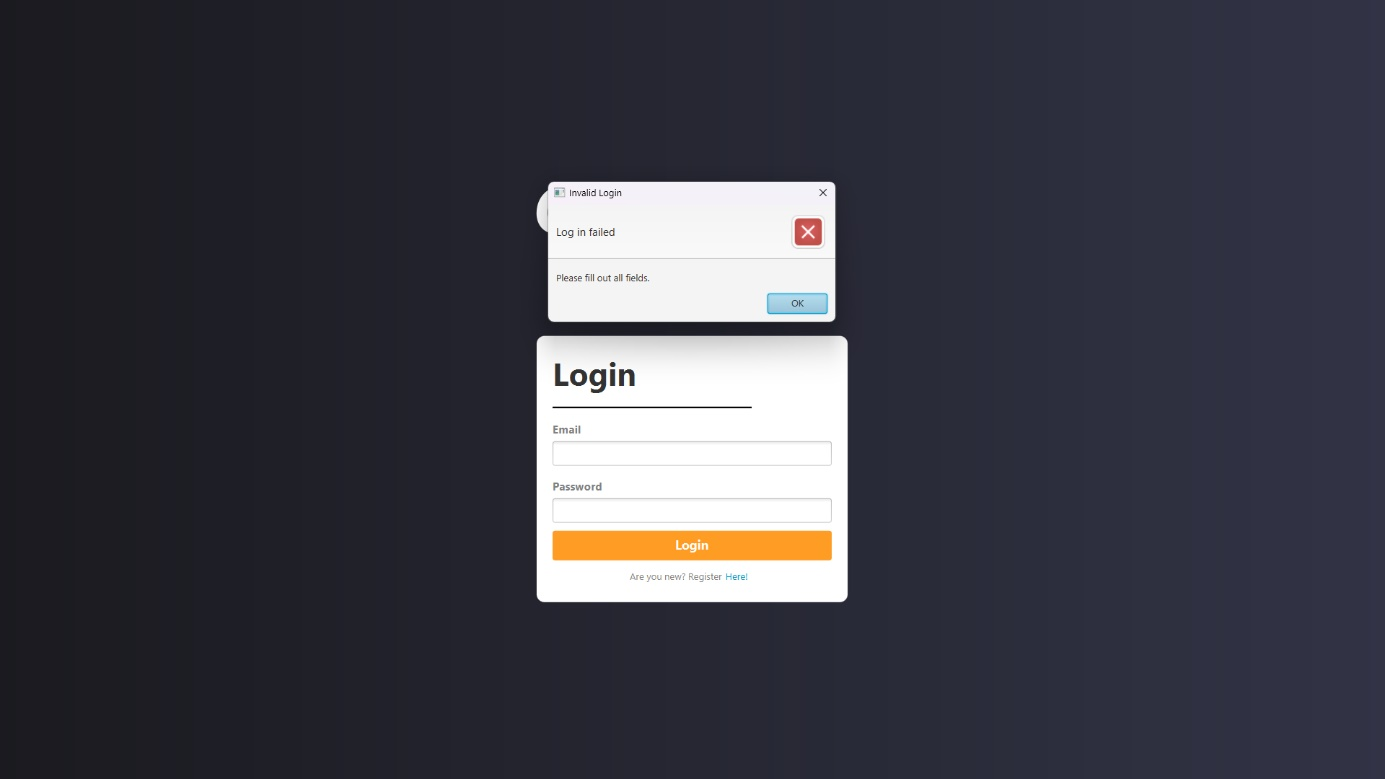 Invalid Login
Log in failed
Please fill out all fields.
OK
Login
Email
Password
Login
Are you new? Register Here!